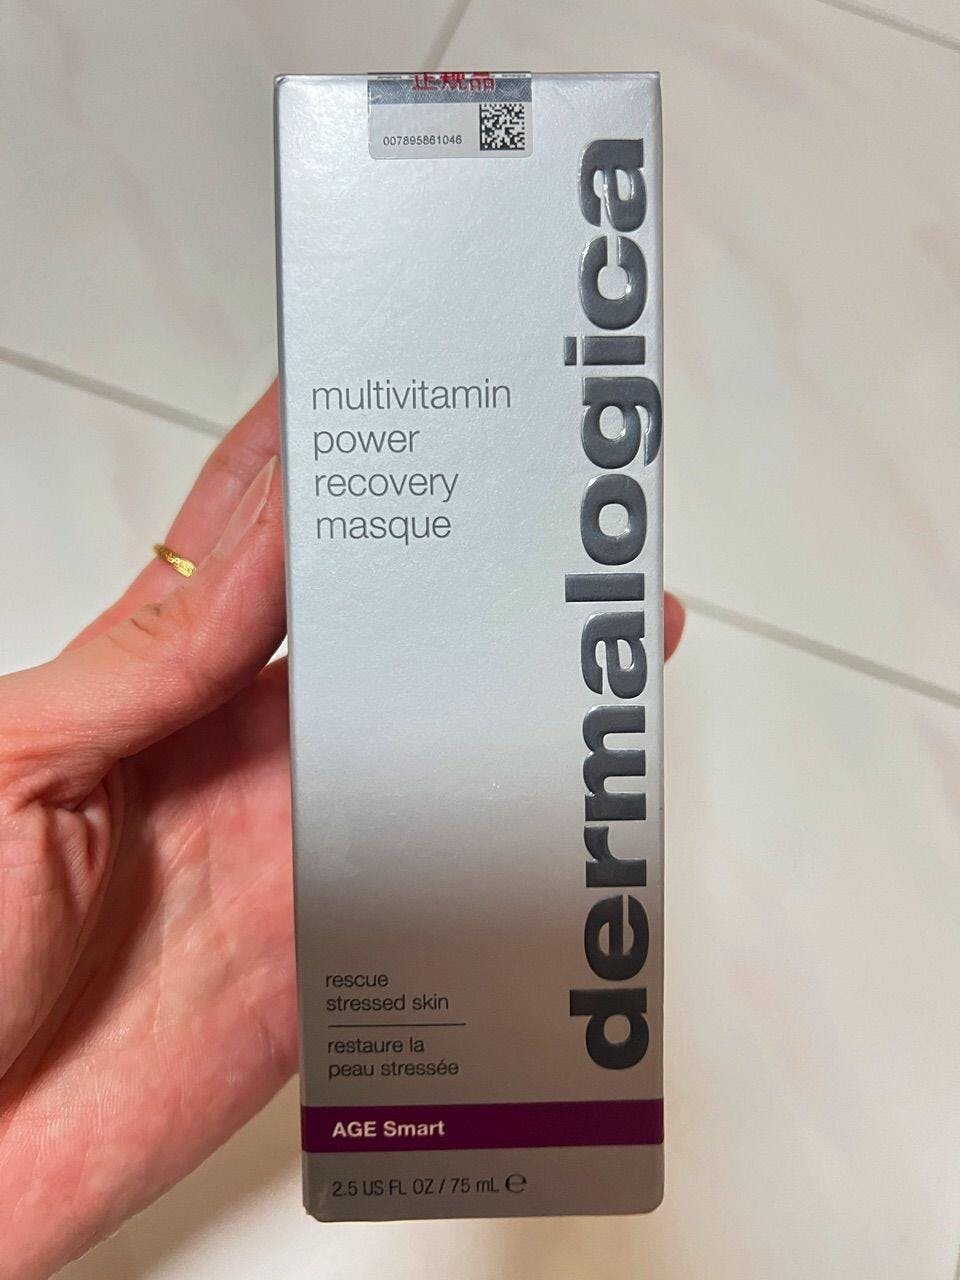 正規品
007895861046
dermalogica
multivitamin
power
recovery
masque
rescue
stressed skin
restaure la
peau stressée
AGE Smart
2.5 US FL OZ / 75 mL ℮